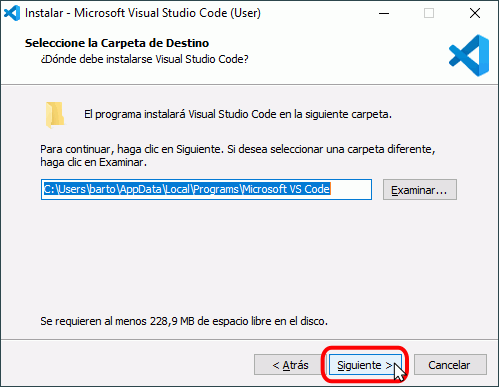 Instalar - Microsoft Visual Studio Code (User)
Seleccione la Carpeta de Destino
¿Dónde debe instalarse Visual Studio Code?
El programa instalará Visual Studio Code en la siguiente carpeta.
Para continuar, haga clic en Siguiente. Si desea seleccionar una carpeta diferente,
haga clic en Examinar.
C:\Users\barto\AppData\Local\Programs\Microsoft VS Code
Examinar...
Se requieren al menos 228,9 MB de espacio libre en el disco.
< Atrás
Siguiente >
Cancelar